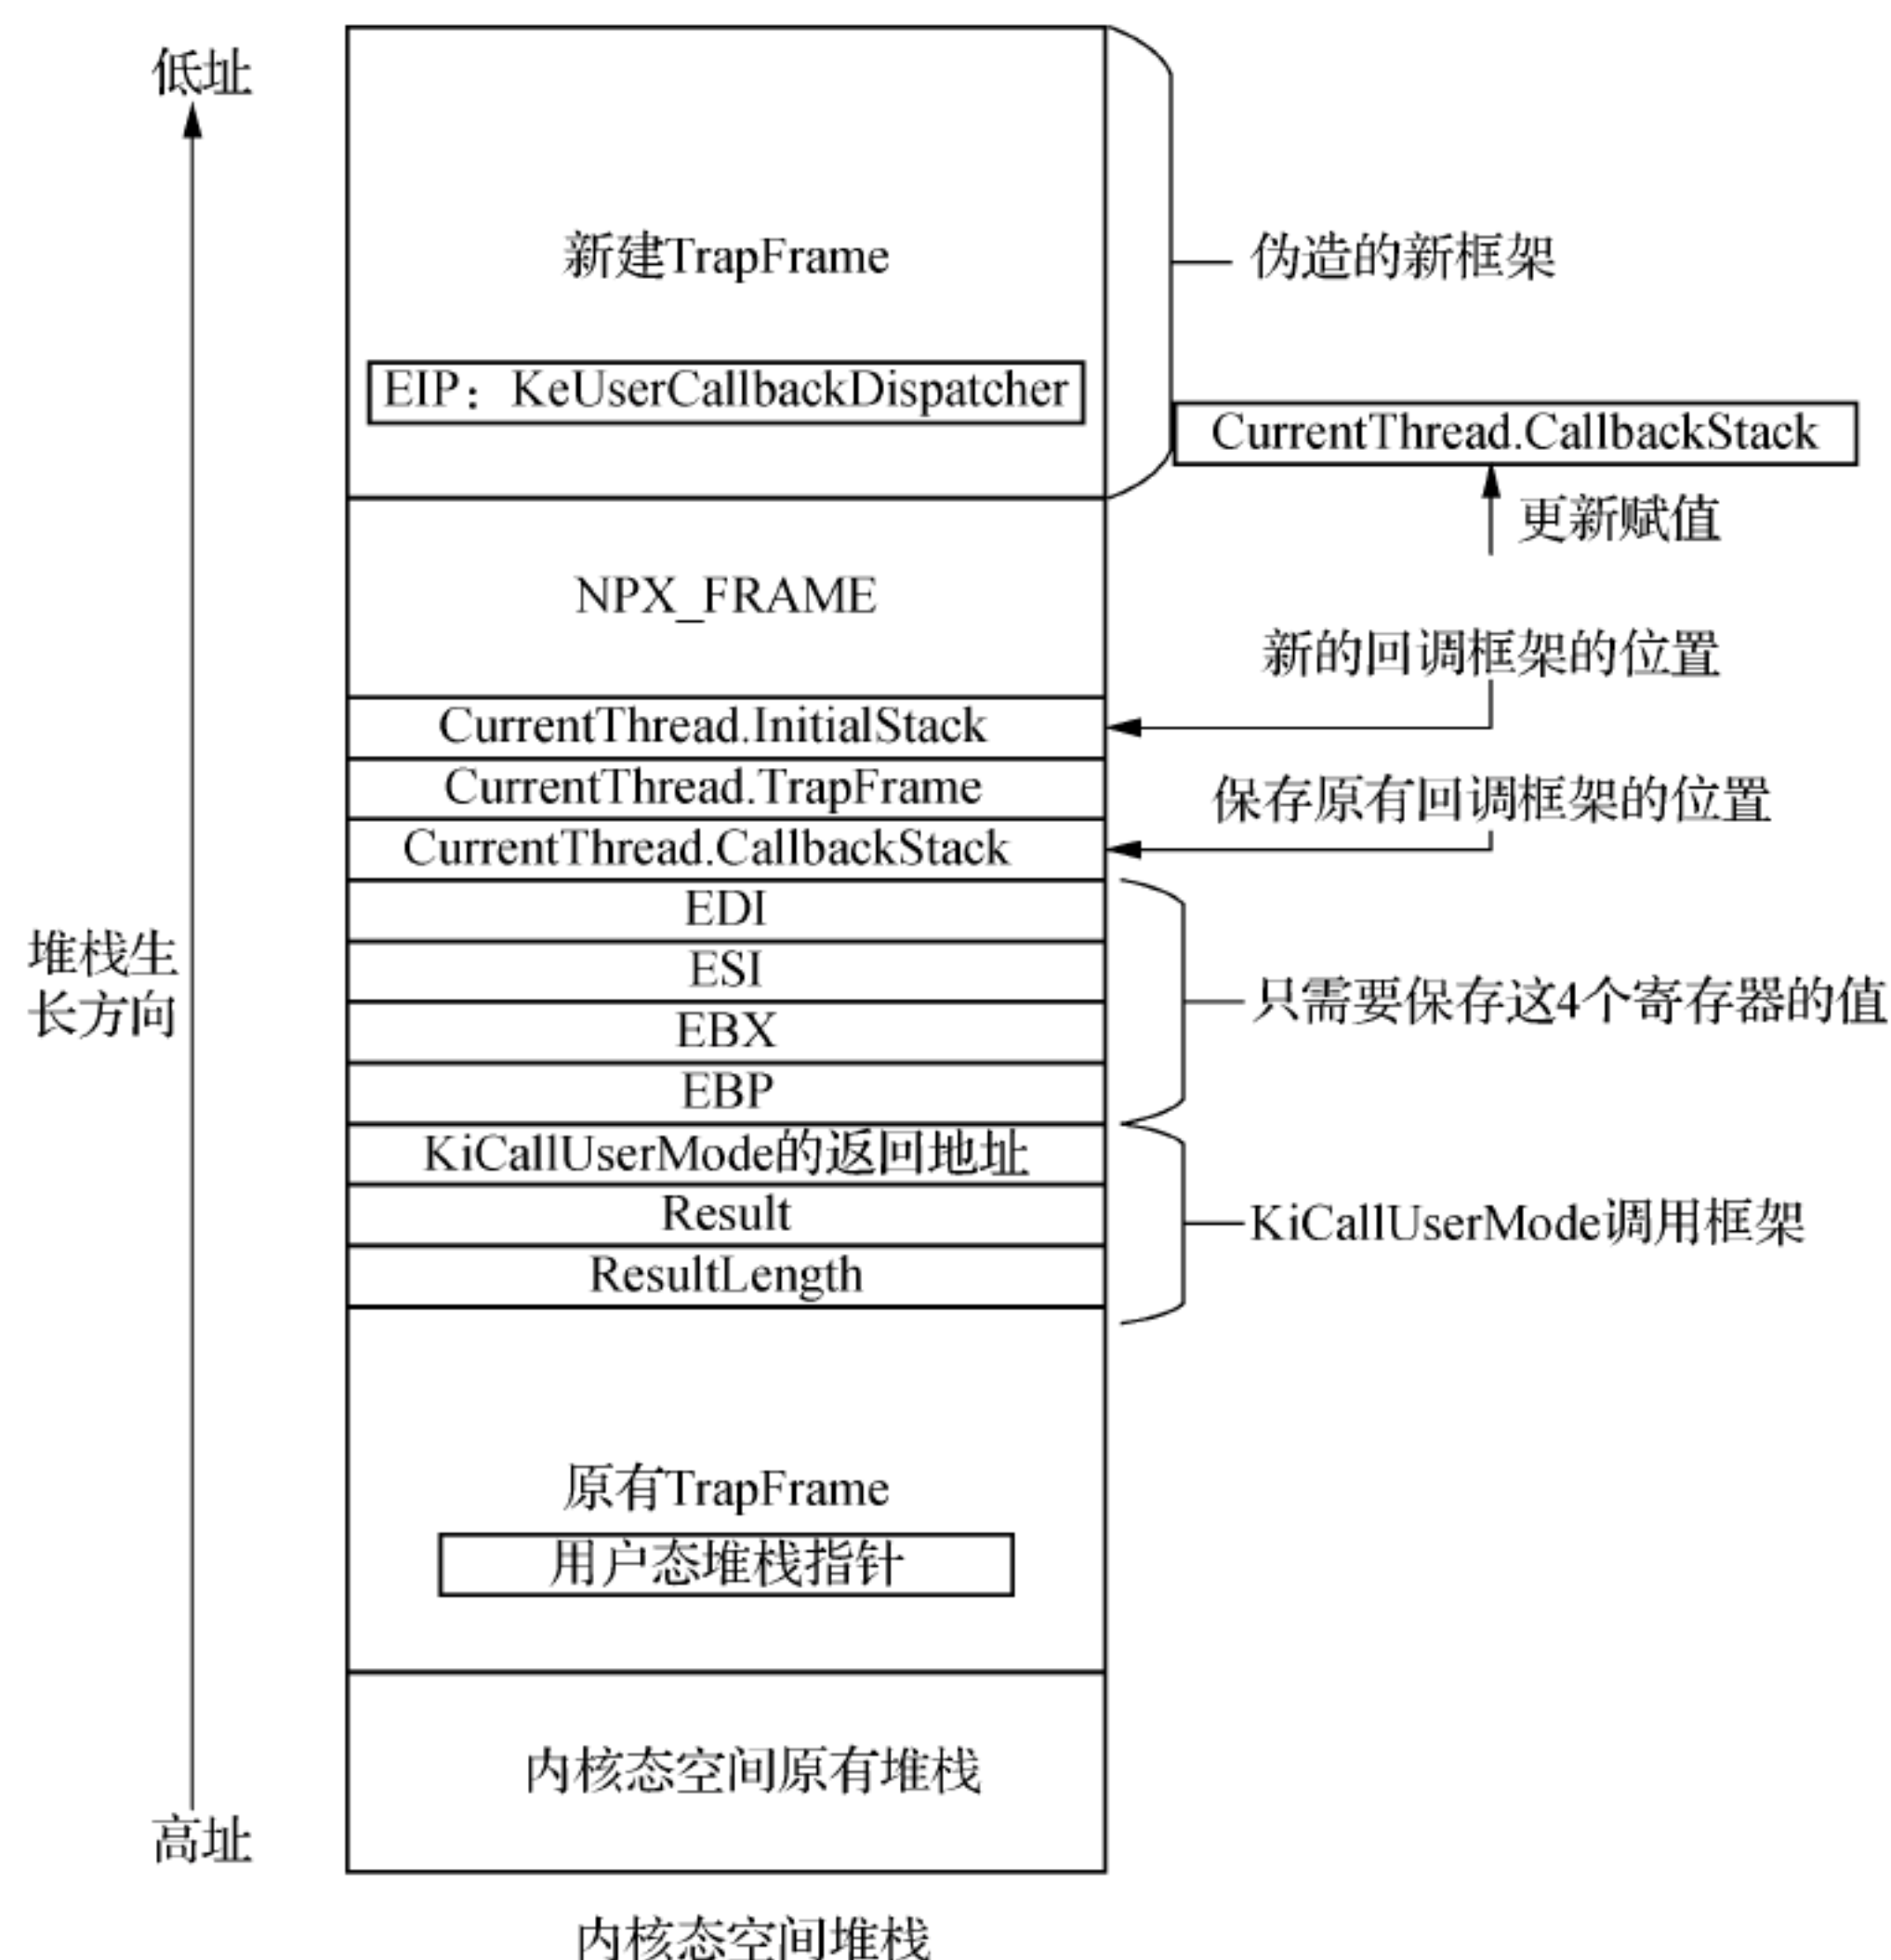 低址
新建TrapFrame
伪造的新框架
EIP：KeUserCallbackDispatcher
CurrentThread.CallbackStack
更新赋值
NPX_FRAME
新的回调框架的位置
CurrentThread.InitialStack
CurrentThread.TrapFrame
保存原有回调框架的位置
CurrentThread.CallbackStack
EDI
堆栈生
长方向
ESI
只需要保存这4个寄存器的值
EBX
EBP
KiCallUserMode的返回地址
Result
KiCallUserMode调用框架
ResultLength
原有TrapFrame
用户态堆栈指针
内核态空间原有堆栈
高址
内核态空间堆栈